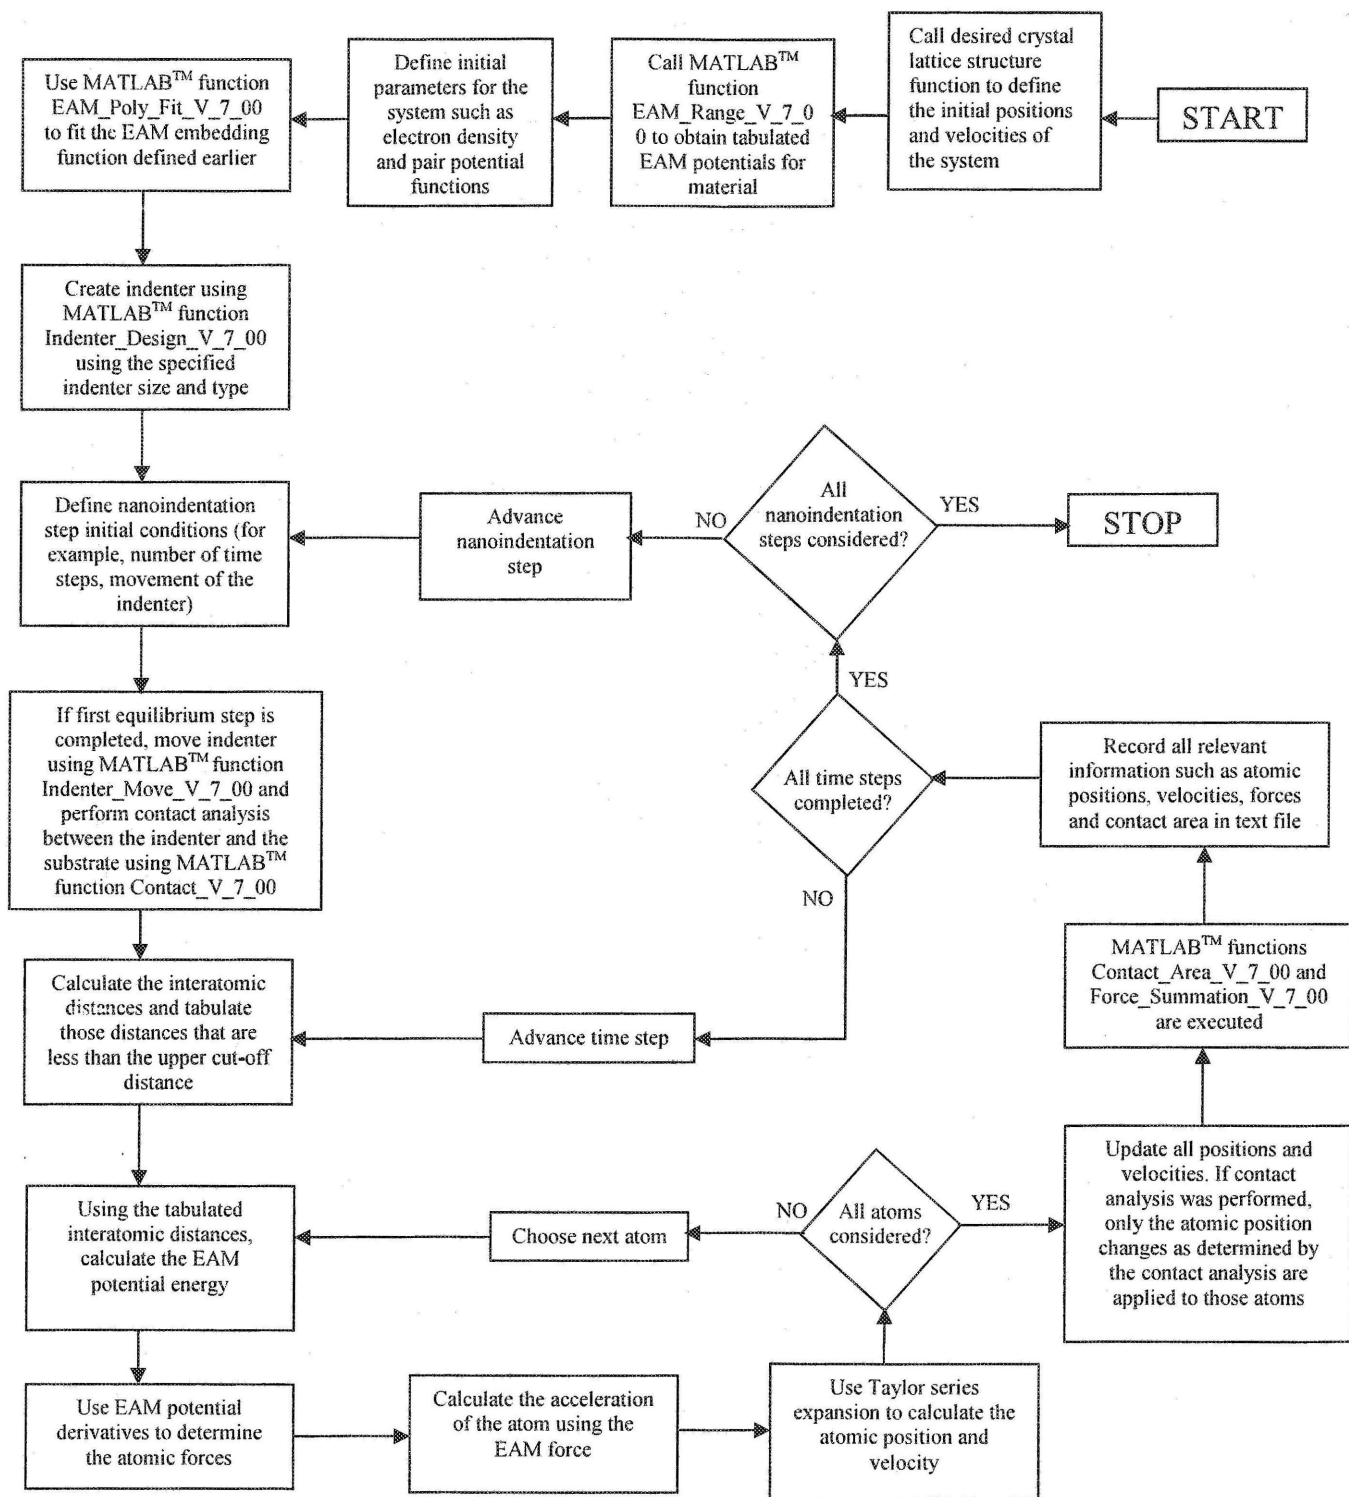 START
Call desired crystal
lattice structure
function to define
the initial positions
and velocities of
the system
Call MATLAB™
function
EAM_Range_V_7_0
0 to obtain tabulated
EAM potentials for
material
Define initial
parameters for the
system such as
electron density
and pair potential
functions
Use MATLAB™ function
EAM_Poly_Fit_V_7_00
to fit the EAM embedding
function defined earlier
Create indenter using
MATLAB™ function
Indenter_Design_V_7_00
using the specified
indenter size and type
Define nanoindentation
step initial conditions (for
example, number of time
steps, movement of the
indenter)
Advance
nanoindentation
step
NO
All
nanoindentation
steps considered?
YES
STOP
If first equilibrium step is
completed, move indenter
using MATLAB™ function
Indenter_Move_V_7_00 and
perform contact analysis
between the indenter and the
substrate using MATLAB™
function Contact_V_7_00
YES
All time steps
completed?
NO
Record all relevant
information such as atomic
positions, velocities, forces
and contact area in text file
MATLAB™ functions
Contact_Area_V_7_00 and
Force_Summation_V_7_00
are executed
Calculate the interatomic
distances and tabulate
those distances that are
less than the upper cut-off
distance
Advance time step
Using the tabulated
interatomic distances,
calculate the EAM
potential energy
Choose next atom
NO
All atoms
considered?
YES
Update all positions and
velocities. If contact
analysis was performed,
only the atomic position
changes as determined by
the contact analysis are
applied to those atoms
Use EAM potential
derivatives to determine
the atomic forces
Calculate the acceleration
of the atom using the
EAM force
Use Taylor series
expansion to calculate the
atomic position and
velocity